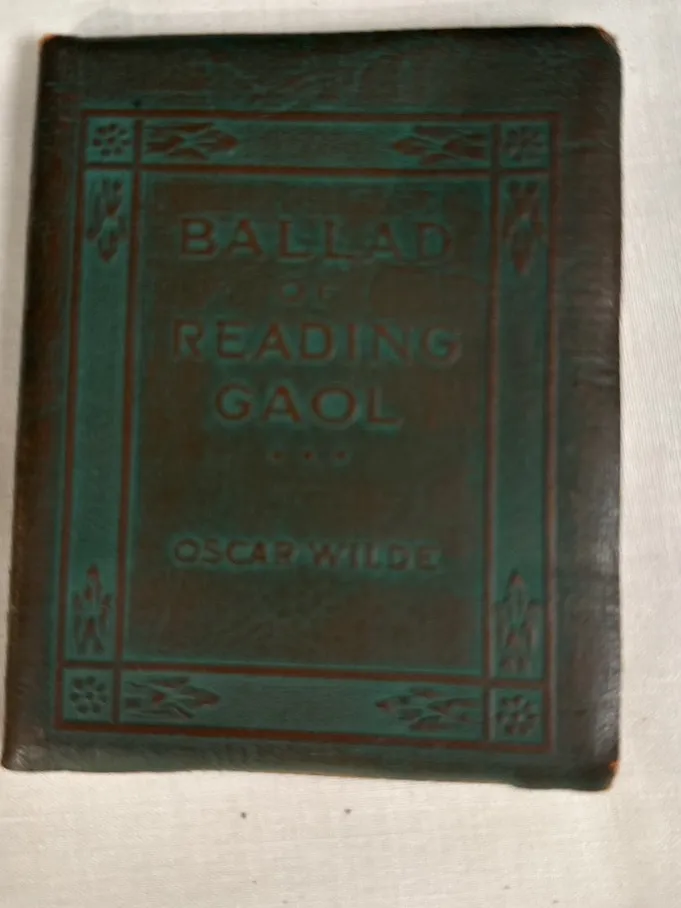 BALLAD
OF
READING
GAOL
OSCAR WILDE